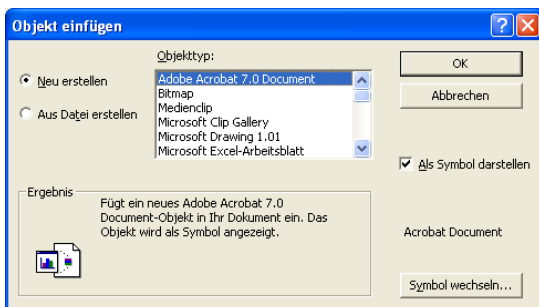 Objekt einfügen
Objekttyp:
Neu erstellen
Aus Datei erstellen
Adobe Acrobat 7.0 Document
Bitmap
Medienclip
Microsoft Clip Gallery
Microsoft Drawing 1.01
Microsoft Excel-Arbeitsblatt
OK
Abbrechen
Als Symbol darstellen
Ergebnis
Fügt ein neues Adobe Acrobat 7.0
Document-Objekt in Ihr Dokument ein. Das
Objekt wird als Symbol angezeigt.
Acrobat Document
Symbol wechseln...